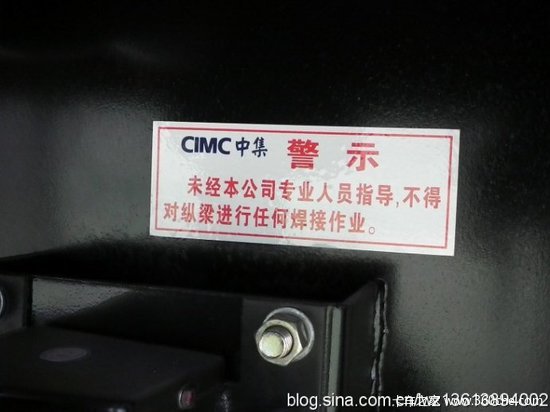 CIMC中集 警示
未经本公司专业人员指导,不得
对纵梁进行任何焊接作业。
blog.sina.com.cn/
13613894002